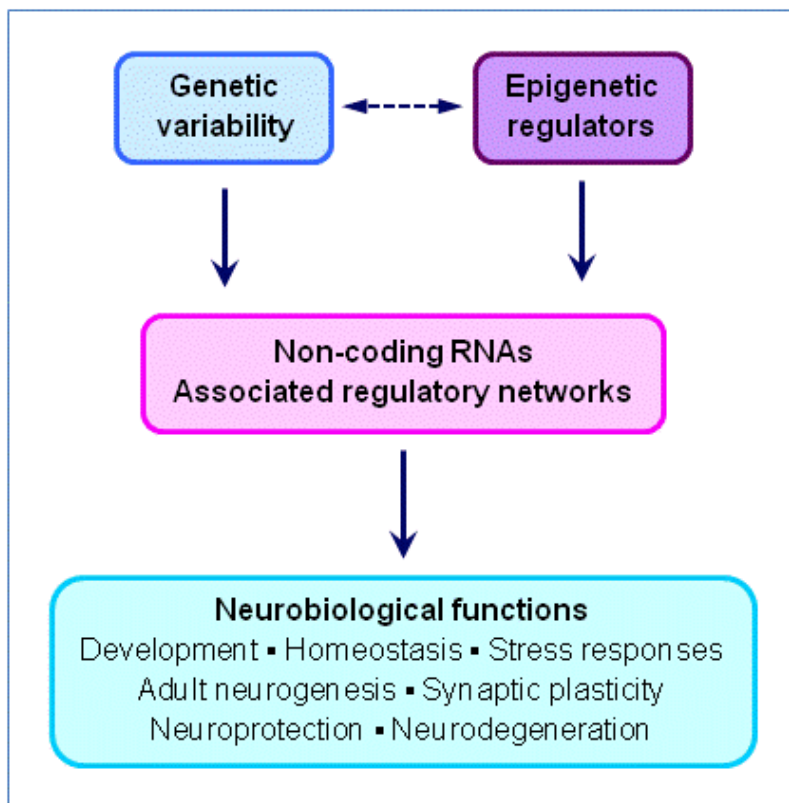 Genetic
variability
Epigenetic
regulators
Non-coding RNAs
Associated regulatory networks
Neurobiological functions
Development ▪ Homeostasis ▪ Stress responses
Adult neurogenesis ▪ Synaptic plasticity
Neuroprotection ▪ Neurodegeneration